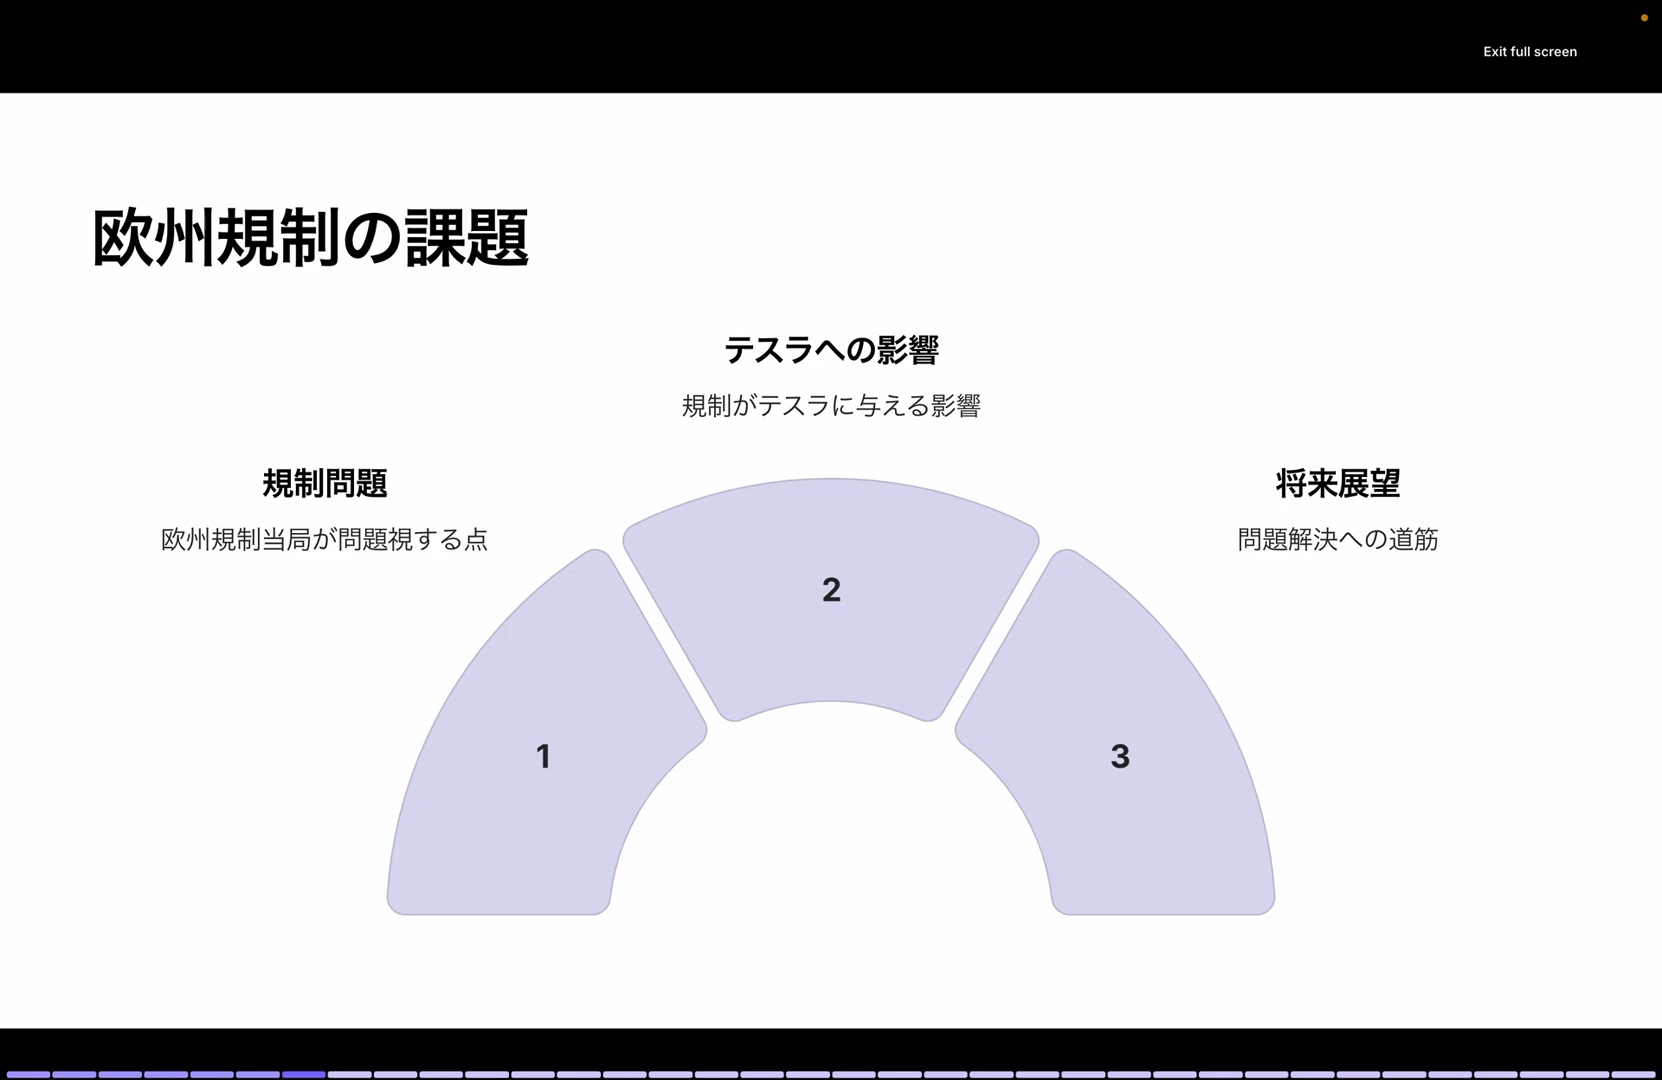 Exit full screen
欧州規制の課題
テスラへの影響
規制がテスラに与える影響
規制問題
欧州規制当局が問題視する点
将来展望
問題解決への道筋
2
1
3